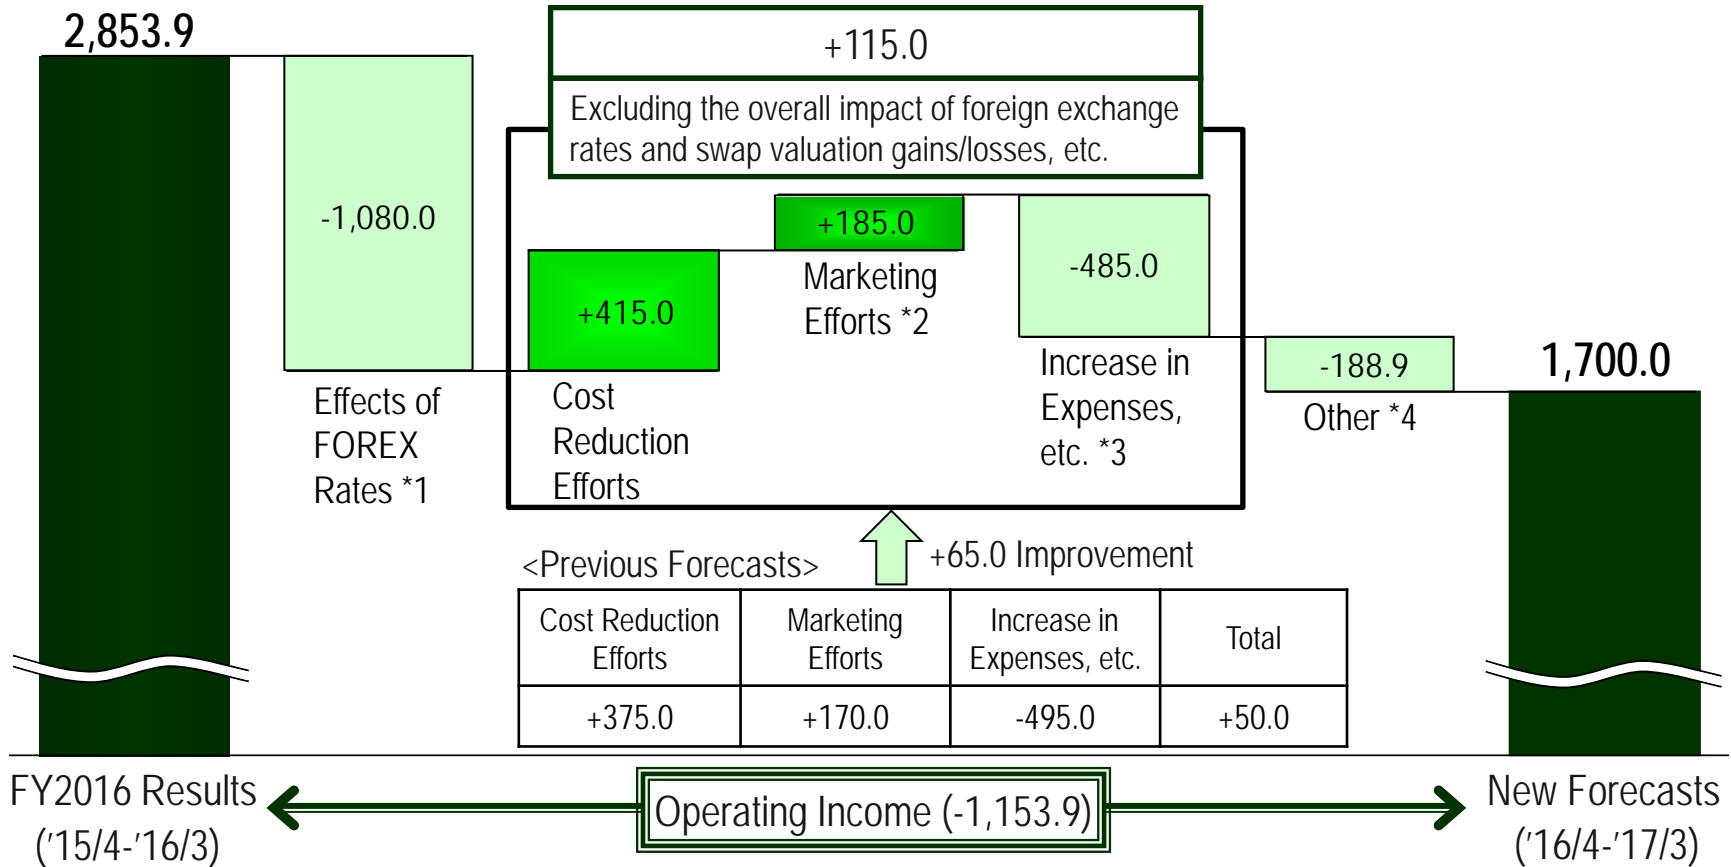 2,853.9
+115.0
Excluding the overall impact of foreign exchange
rates and swap valuation gains/losses, etc.
-1,080.0
Effects of
FOREX
Rates *1
+415.0
Cost
Reduction
Efforts
+185.0
Marketing
Efforts *2
-485.0
Increase in
Expenses,
etc. *3
-188.9
Other *4
1,700.0
+65.0 Improvement
<Previous Forecasts>
Cost Reduction
Efforts
Marketing
Efforts
Increase in
Expenses, etc.
Total
+375.0
+170.0
-495.0
+50.0
FY2016 Results
('15/4-'16/3)
Operating Income (-1,153.9)
New Forecasts
('16/4-'17/3)